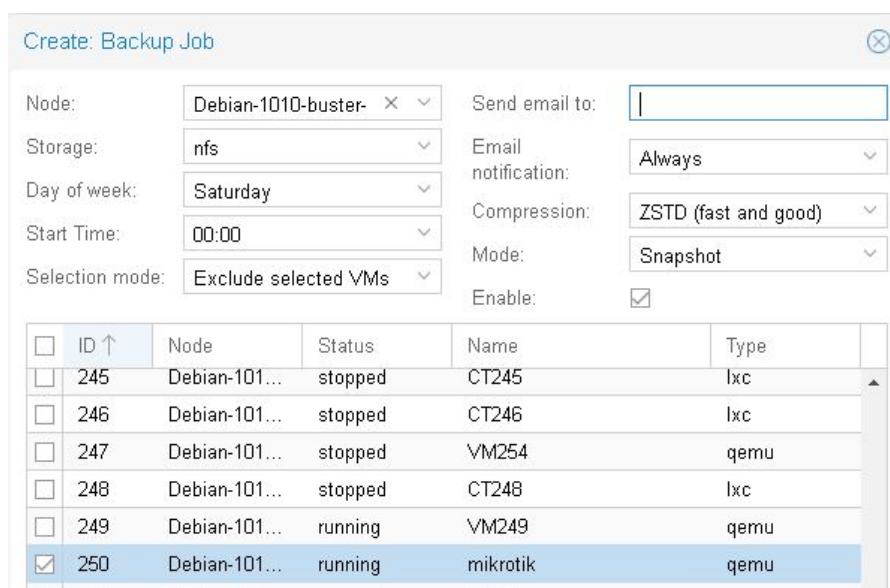 Create: Backup Job
Node: Debian-1010-buster-
Storage: nfs
Day of week: Saturday
Start Time: 00:00
Selection mode: Exclude selected VMs
Send email to:
Email
notification: Always
Compression: ZSTD (fast and good)
Mode: Snapshot
Enable:
ID Node Status Name Type
245 Debian-101... stopped CT245 lxc
246 Debian-101... stopped CT246 lxc
247 Debian-101... stopped VM254 qemu
248 Debian-101... stopped CT248 lxc
249 Debian-101... running VM249 qemu
250 Debian-101... running mikrotik qemu